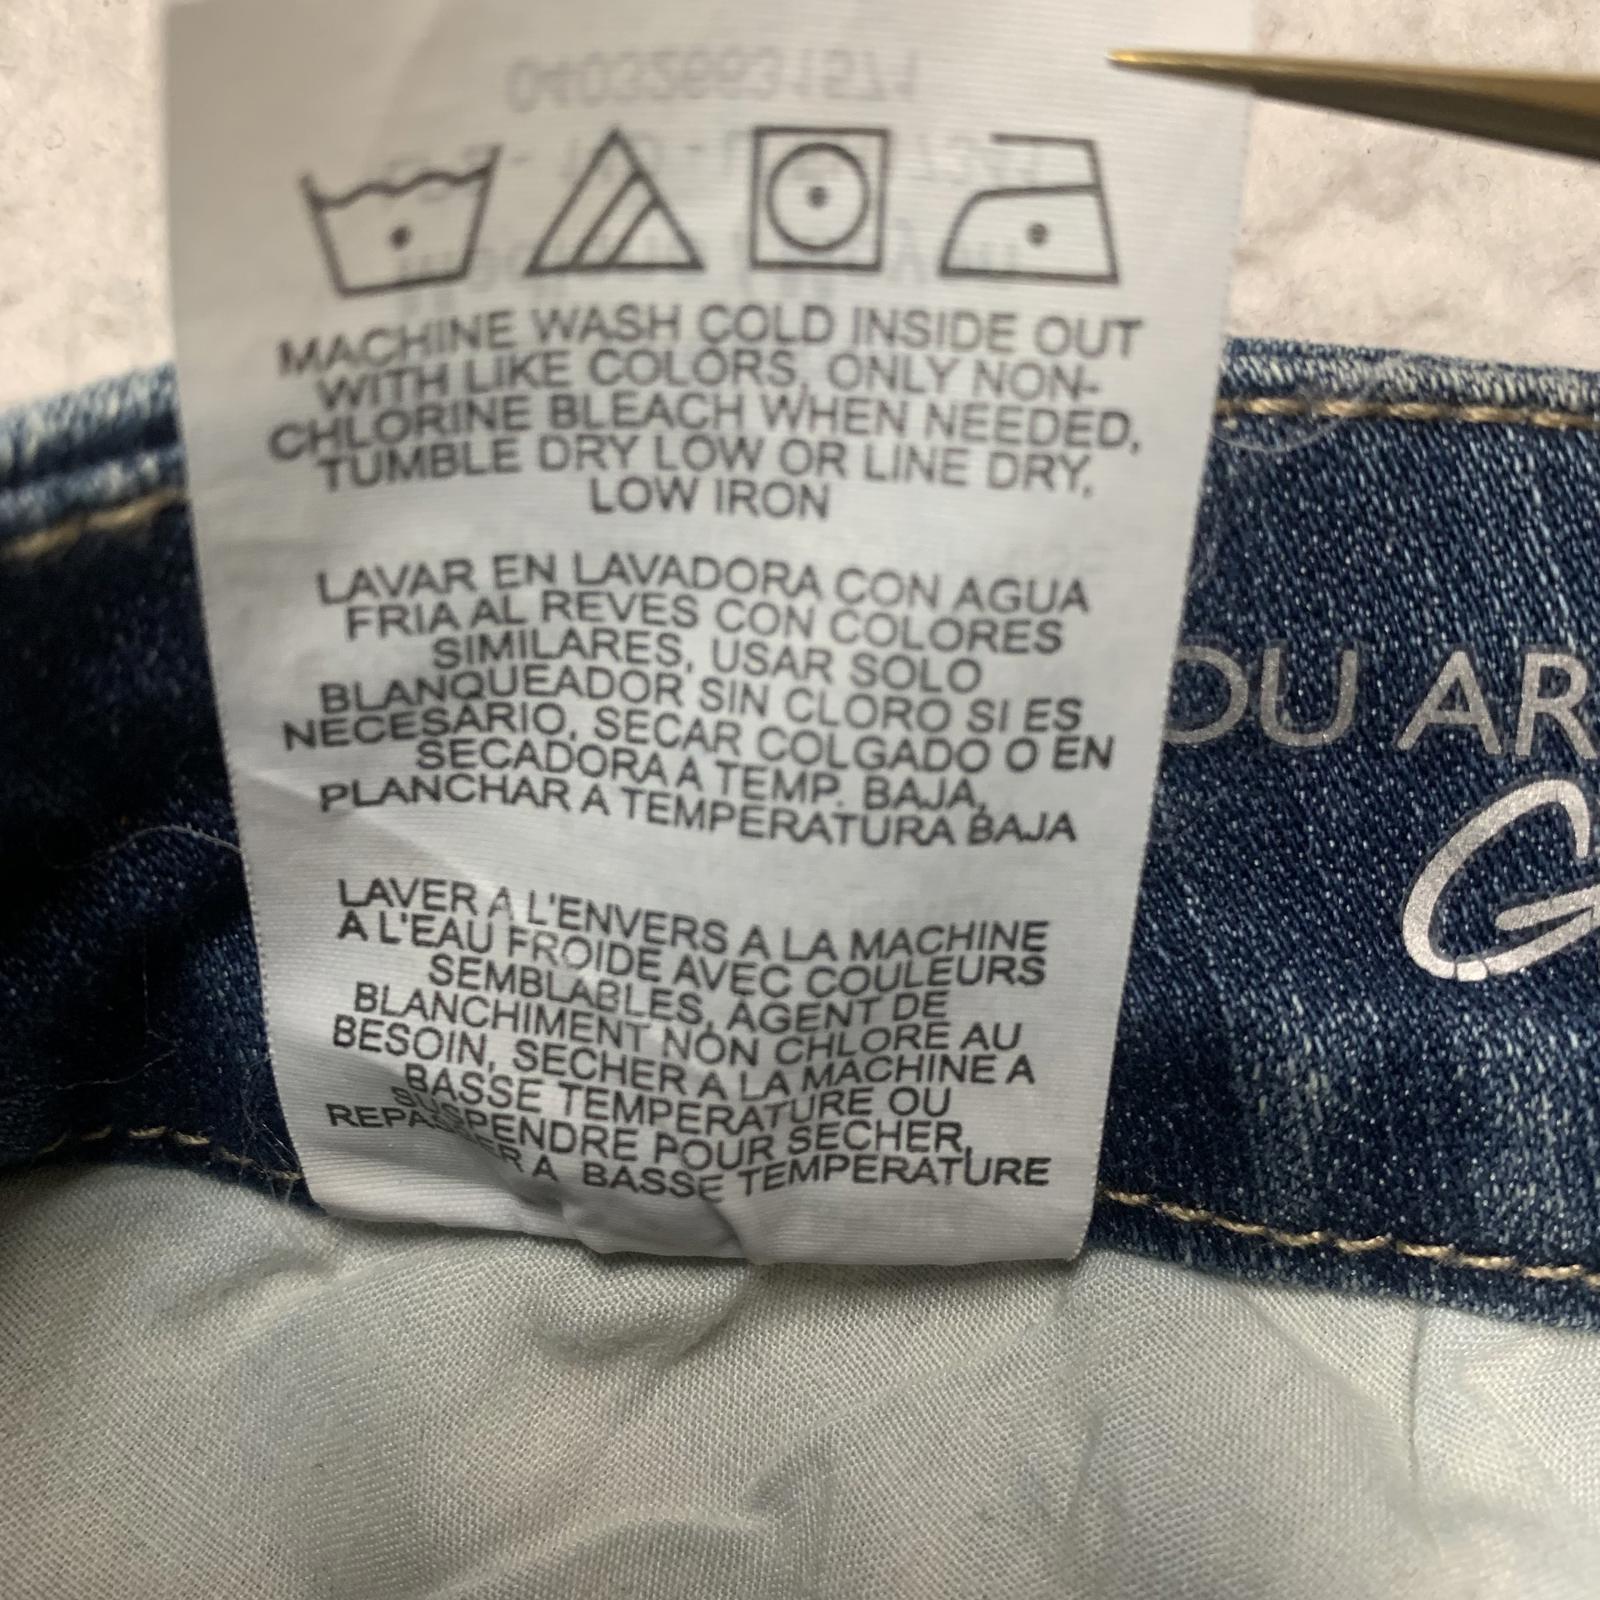 MACHINE WASH COLD INSIDE OUT
WITH LIKE COLORS, ONLY NON-
CHLORINE BLEACH WHEN NEEDED,
TUMBLE DRY LOW OR LINE DRY,
LOW IRON
LAVAR EN LAVADORA CON AGUA
FRIA AL REVES CON COLORES
SIMILARES, USAR SOLO
BLANQUEADOR SIN CLORO SI ES
NECESARIO, SECAR COLGADO O EN
SECADORA A TEMP. BAJA,
PLANCHAR A TEMPERATURA BAJA
LAVER A L'ENVERS A LA MACHINE
A L'EAU FROIDE AVEC COULEURS
SEMBLABLES, AGENT DE
BLANCHIMENT NON CHLORE AU
BESOIN, SECHER A LA MACHINE A
BASSE TEMPERATURE OU
SUSPENDRE POUR SECHER,
REPASSER A BASSE TEMPERATURE
OU AR
G